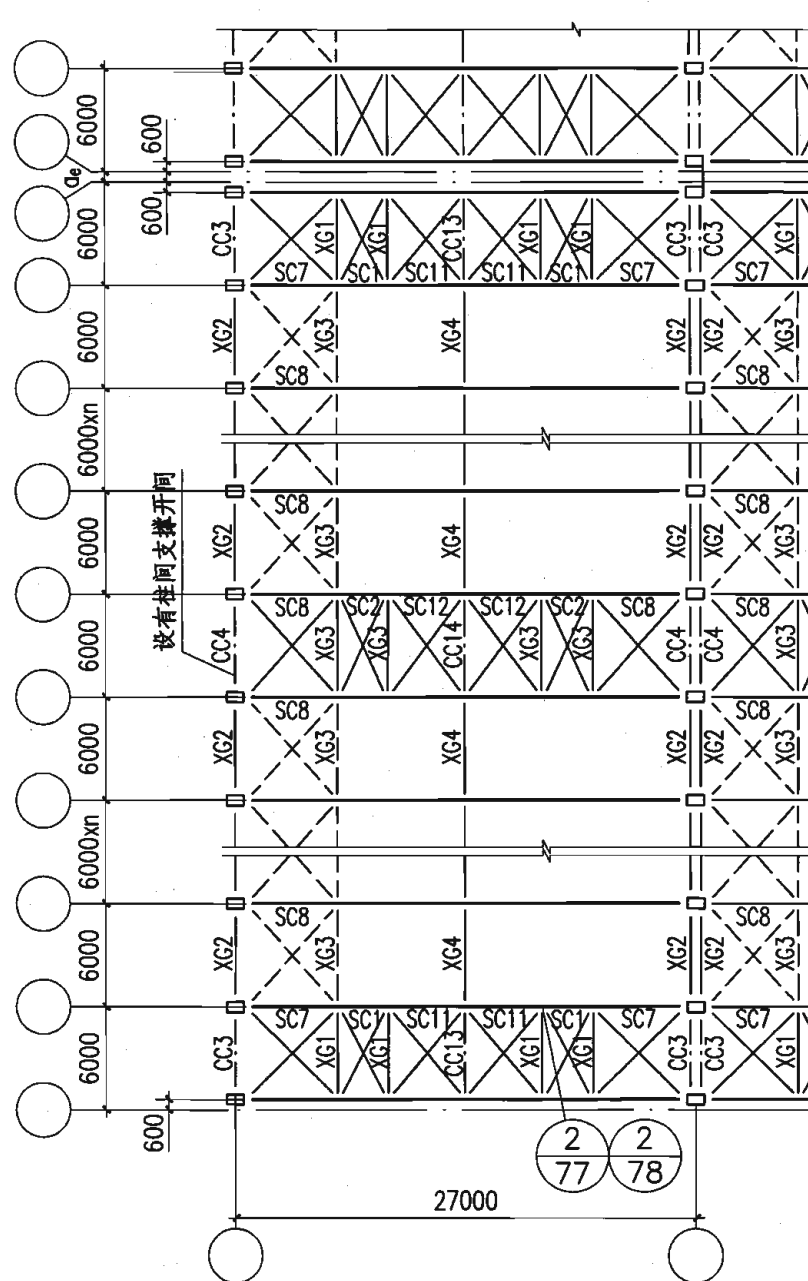 6000
600
ae
600
6000
CC3 XG1 XG1 CC13 XG1 XG1 CC3 CC3 XG1
SC7 SC1 SC11 SC11 SC1 SC7 SC7
6000
XG2 XG3 XG4 XG2 XG2 XG3
SC8 SC8
6000xn
设有柱间支撑开间
SC8 SC8
6000
XG2 XG3 XG4 XG2 XG2 XG3
SC8 SC2 SC12 SC12 SC2 SC8 SC8
6000
CC4 XG3 XG3 CC14 XG3 XG3 CC4 CC4 XG3
SC8 SC8
6000
XG2 XG3 XG4 XG2 XG2 XG3
6000xn
SC8 SC8
6000
XG2 XG3 XG4 XG2 XG2 XG3
SC7 SC1 SC11 SC11 SC1 SC7 SC7
6000
CC3 XG1 XG1 CC13 XG1 XG1 CC3 CC3 XG1
600
2 2
77 78
27000